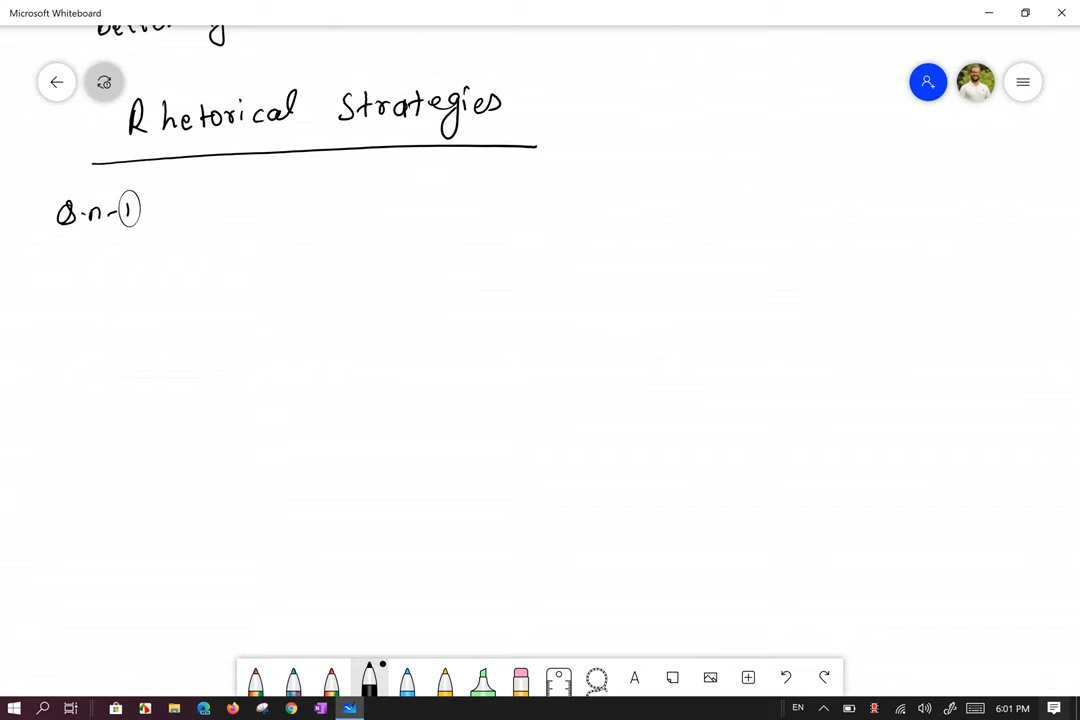 Microsoft Whiteboard
Rhetorical Strategies
Q.n-①
A
EN
6:01 PM